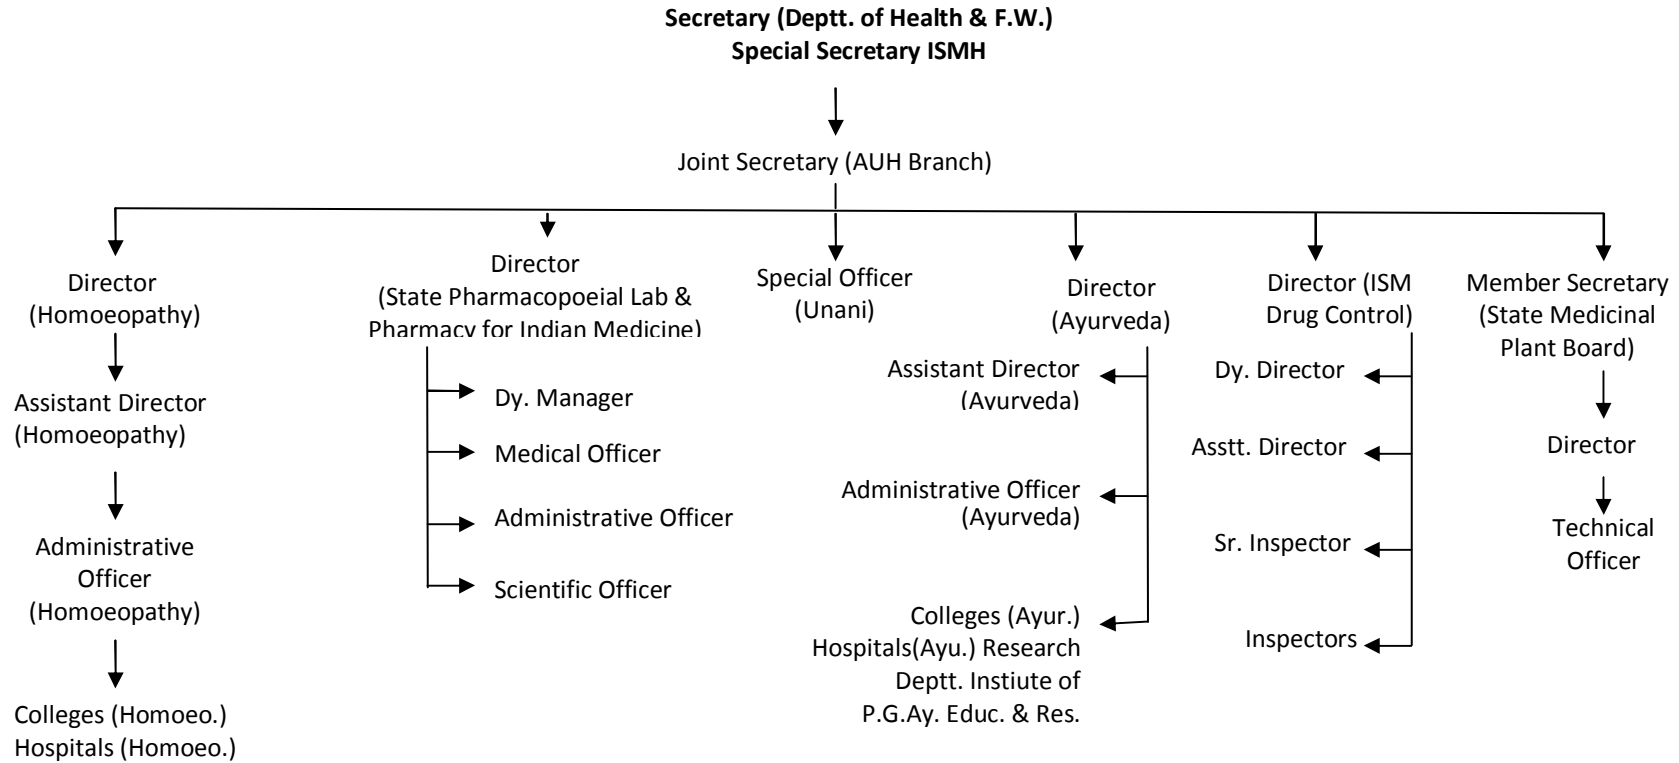 Secretary (Deptt. of Health & F.W.)
Special Secretary ISMH
Joint Secretary (AUH Branch)
Director
(Homoeopathy)
Assistant Director
(Homoeopathy)
Administrative
Officer
(Homoeopathy)
Colleges (Homoeo.)
Hospitals (Homoeo.)
Director
(State Pharmacopoeial Lab &
Pharmacy for Indian Medicine)
Dy. Manager
Medical Officer
Administrative Officer
Scientific Officer
Special Officer
(Unani)
Director
(Ayurveda)
Assistant Director
(Ayurveda)
Administrative Officer
(Ayurveda)
Colleges (Ayur.)
Hospitals(Ayu.) Research
Deptt. Instiute of
P.G.Ay. Educ. & Res.
Director (ISM
Drug Control)
Dy. Director
Asstt. Director
Sr. Inspector
Inspectors
Member Secretary
(State Medicinal
Plant Board)
Director
Technical
Officer